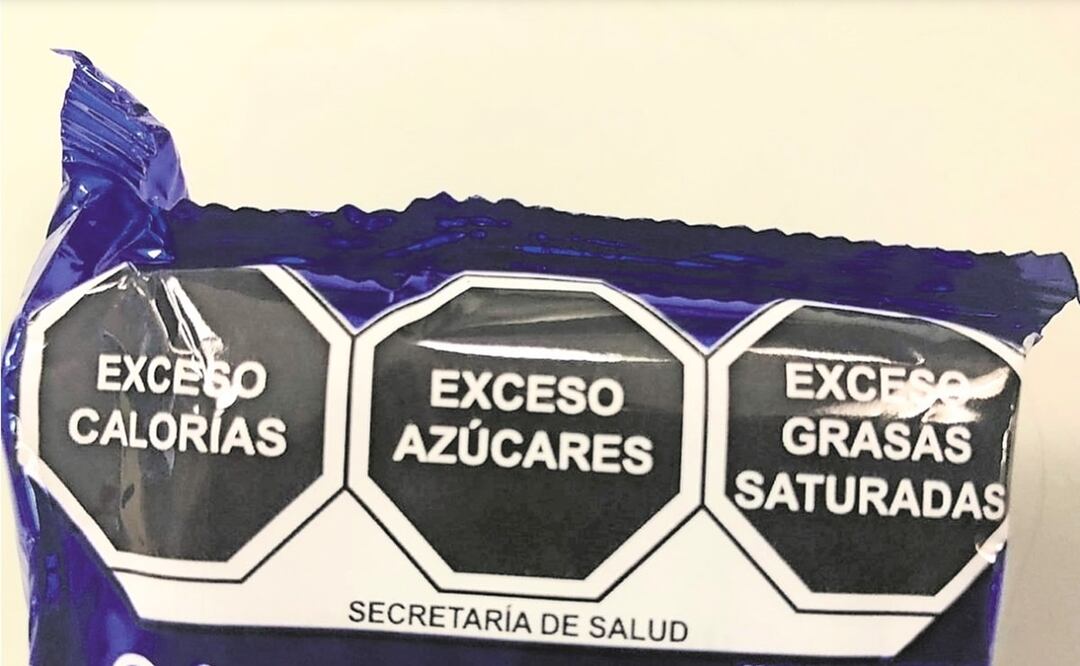 EXCESO
CALORÍAS
EXCESO
AZÚCARES
EXCESO
GRASAS
SATURADAS
SECRETARÍA DE SALUD